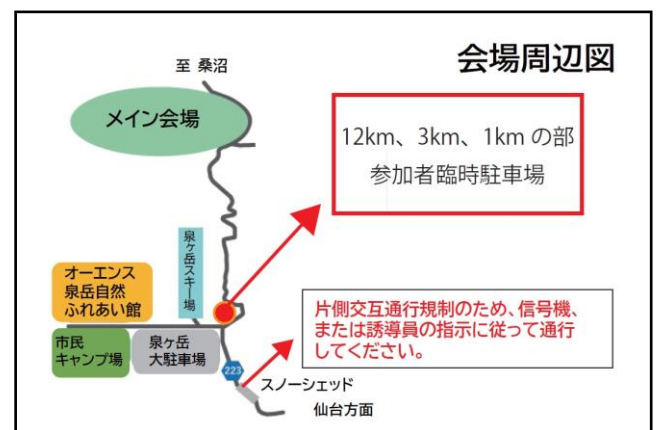 会場周辺図
至 桑沼
メイン会場
12km、3km、1km の部
参加者臨時駐車場
泉ヶ岳スキー場
オーエンス
泉岳自然
ふれあい館
市民
キャンプ場
泉ヶ岳
大駐車場
片側交互通行規制のため、信号機、
または誘導員の指示に従って通行
してください。
223
スノーシェッド
仙台方面